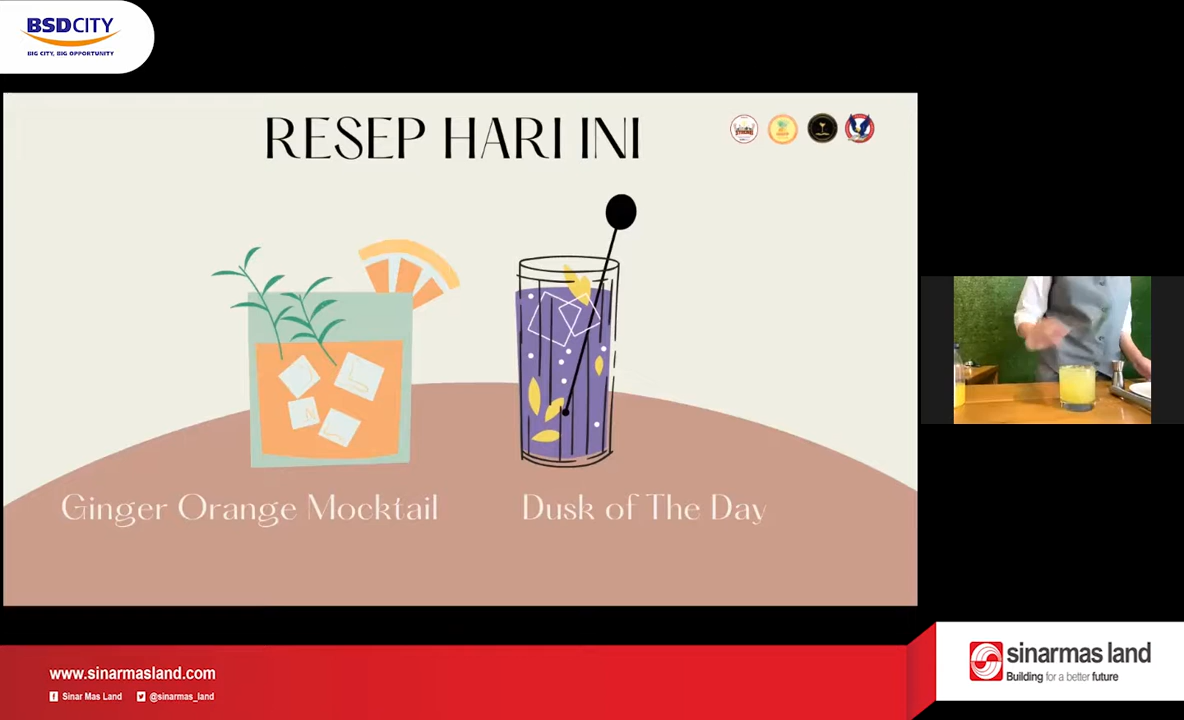 BSDCITY
BIG CITY, BIG OPPORTUNITY
RESEP HARI INI
Ginger Orange Mocktail
Dusk of The Day
www.sinarmasland.com
Sinar Mas Land
@sinarmas_land
sinarmas land
Building for a better future